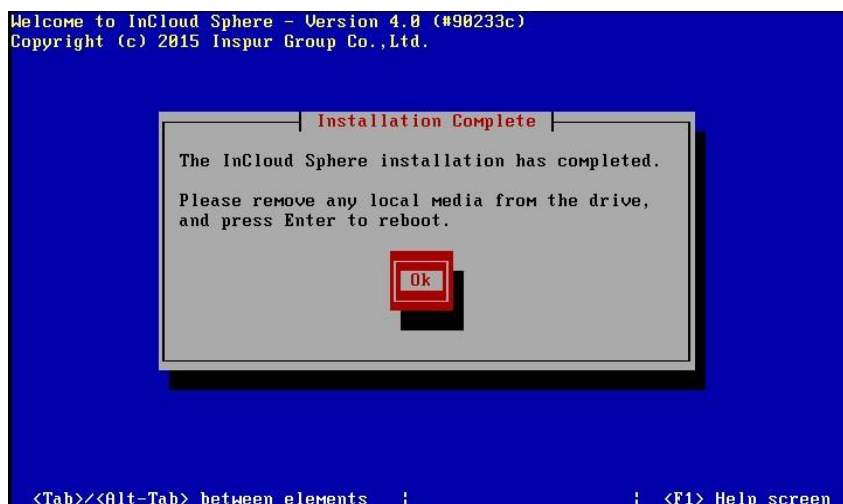 Welcome to InCloud Sphere - Version 4.0 (#90233c)
Copyright (c) 2015 Inspur Group Co.,Ltd.
Installation Complete
The InCloud Sphere installation has completed.
Please remove any local media from the drive,
and press Enter to reboot.
Ok
<Tab>/<Alt-Tab> between elements ¦ ¦ <F1> Help screen